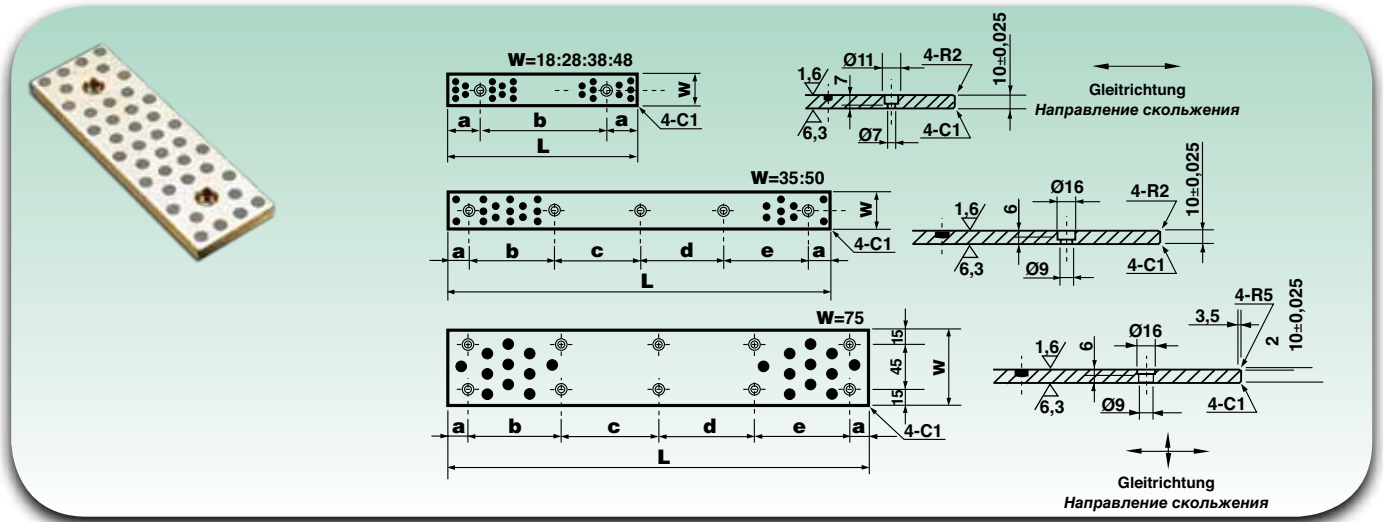 W=18:28:38:48
W
a b a
L
4-C1
1,6
6,3
7
Ø11
Ø7
4-R2
4-C1
10±0,025
Gleitrichtung
Направление скольжения
W=35:50
W
a b c d e a
L
4-C1
1,6
6,3
6
Ø16
Ø9
4-R2
4-C1
10±0,025
W=75
15
45
15
W
a b c d e a
L
4-C1
1,6
6,3
6
Ø16
Ø9
3,5
4-R5
2
10±0,025
4-C1
Gleitrichtung
Направление скольжения